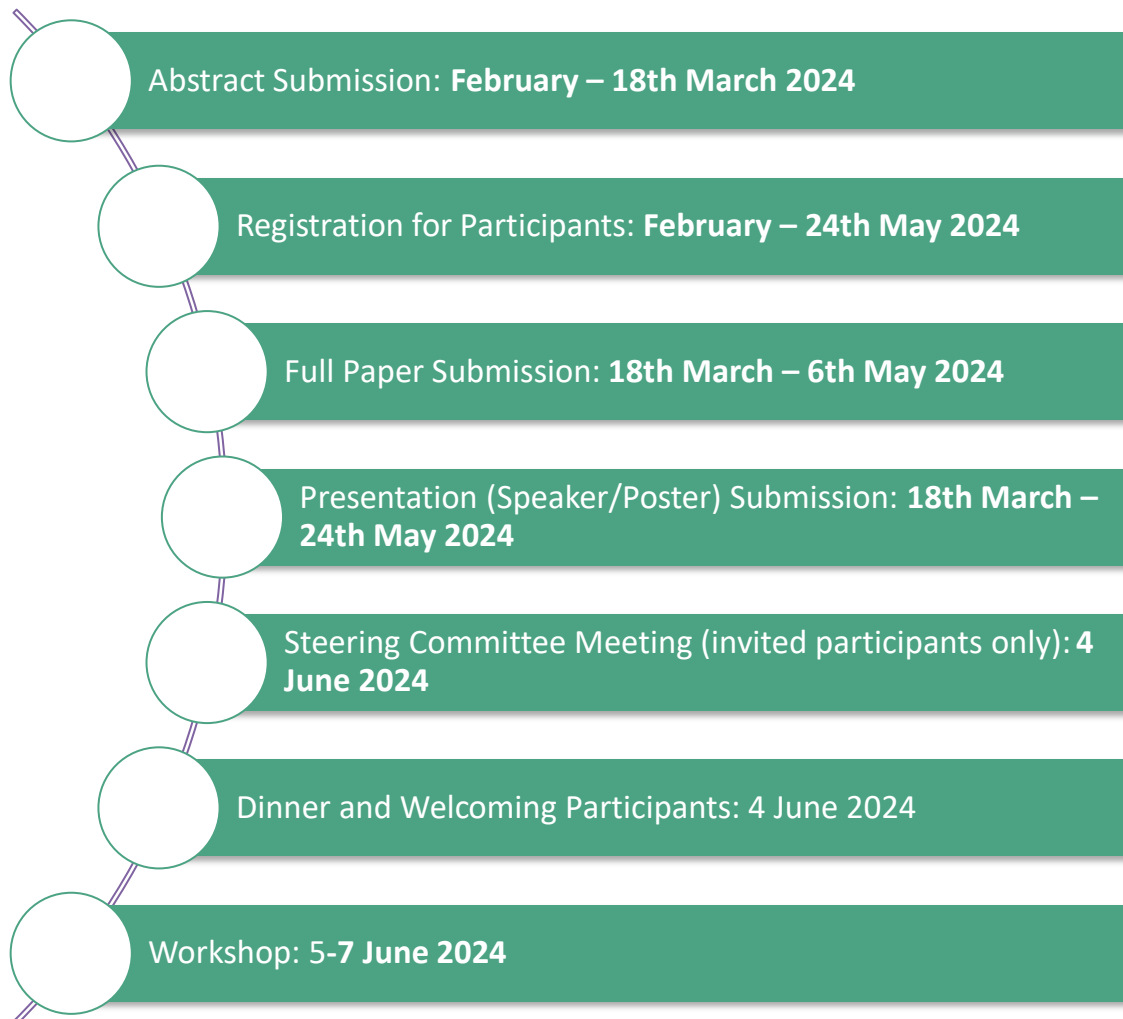 Abstract Submission: February – 18th March 2024
Registration for Participants: February – 24th May 2024
Full Paper Submission: 18th March – 6th May 2024
Presentation (Speaker/Poster) Submission: 18th March –
24th May 2024
Steering Committee Meeting (invited participants only): 4
June 2024
Dinner and Welcoming Participants: 4 June 2024
Workshop: 5-7 June 2024